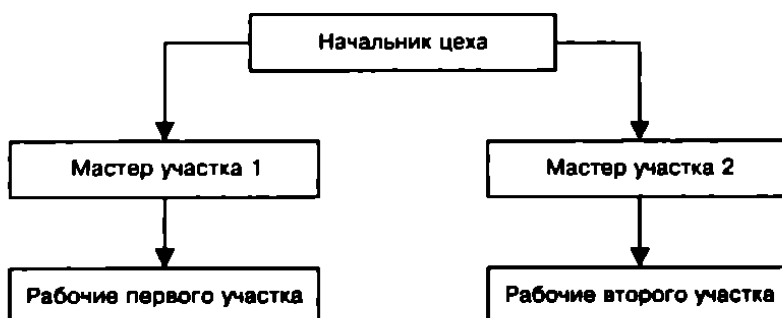 Начальник цеха
Мастер участка 1
Мастер участка 2
Рабочие первого участка
Рабочие второго участка